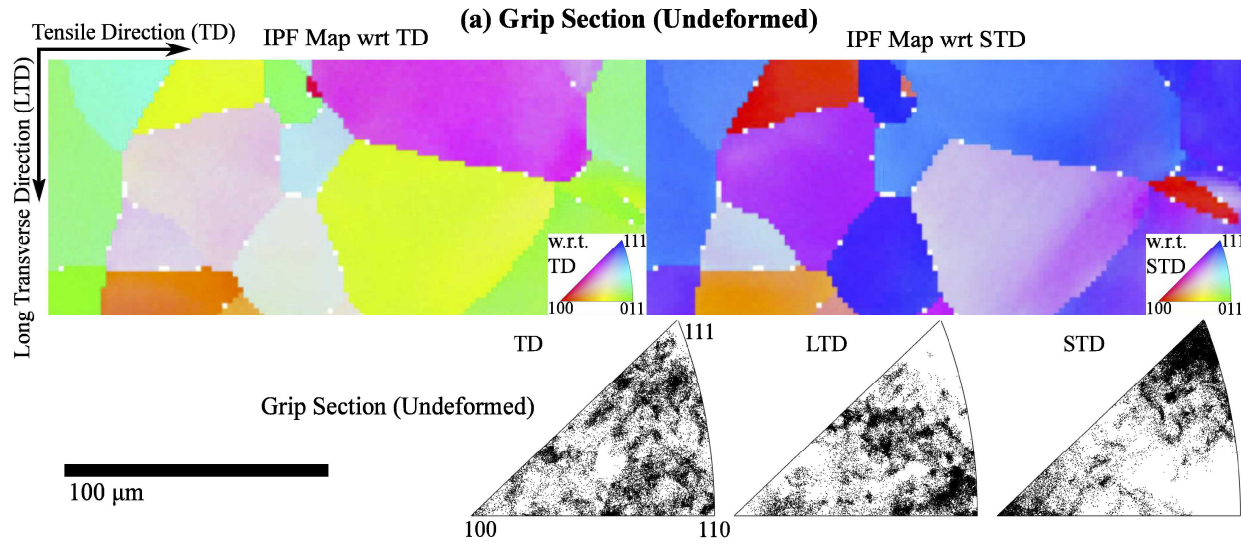 (a) Grip Section (Undeformed)
Tensile Direction (TD)
IPF Map wrt TD
IPF Map wrt STD
Long Transverse Direction (LTD)
w.r.t.
TD
111
100
011
w.r.t.
STD
111
100
011
TD
111
LTD
STD
Grip Section (Undeformed)
100 μm
100
110